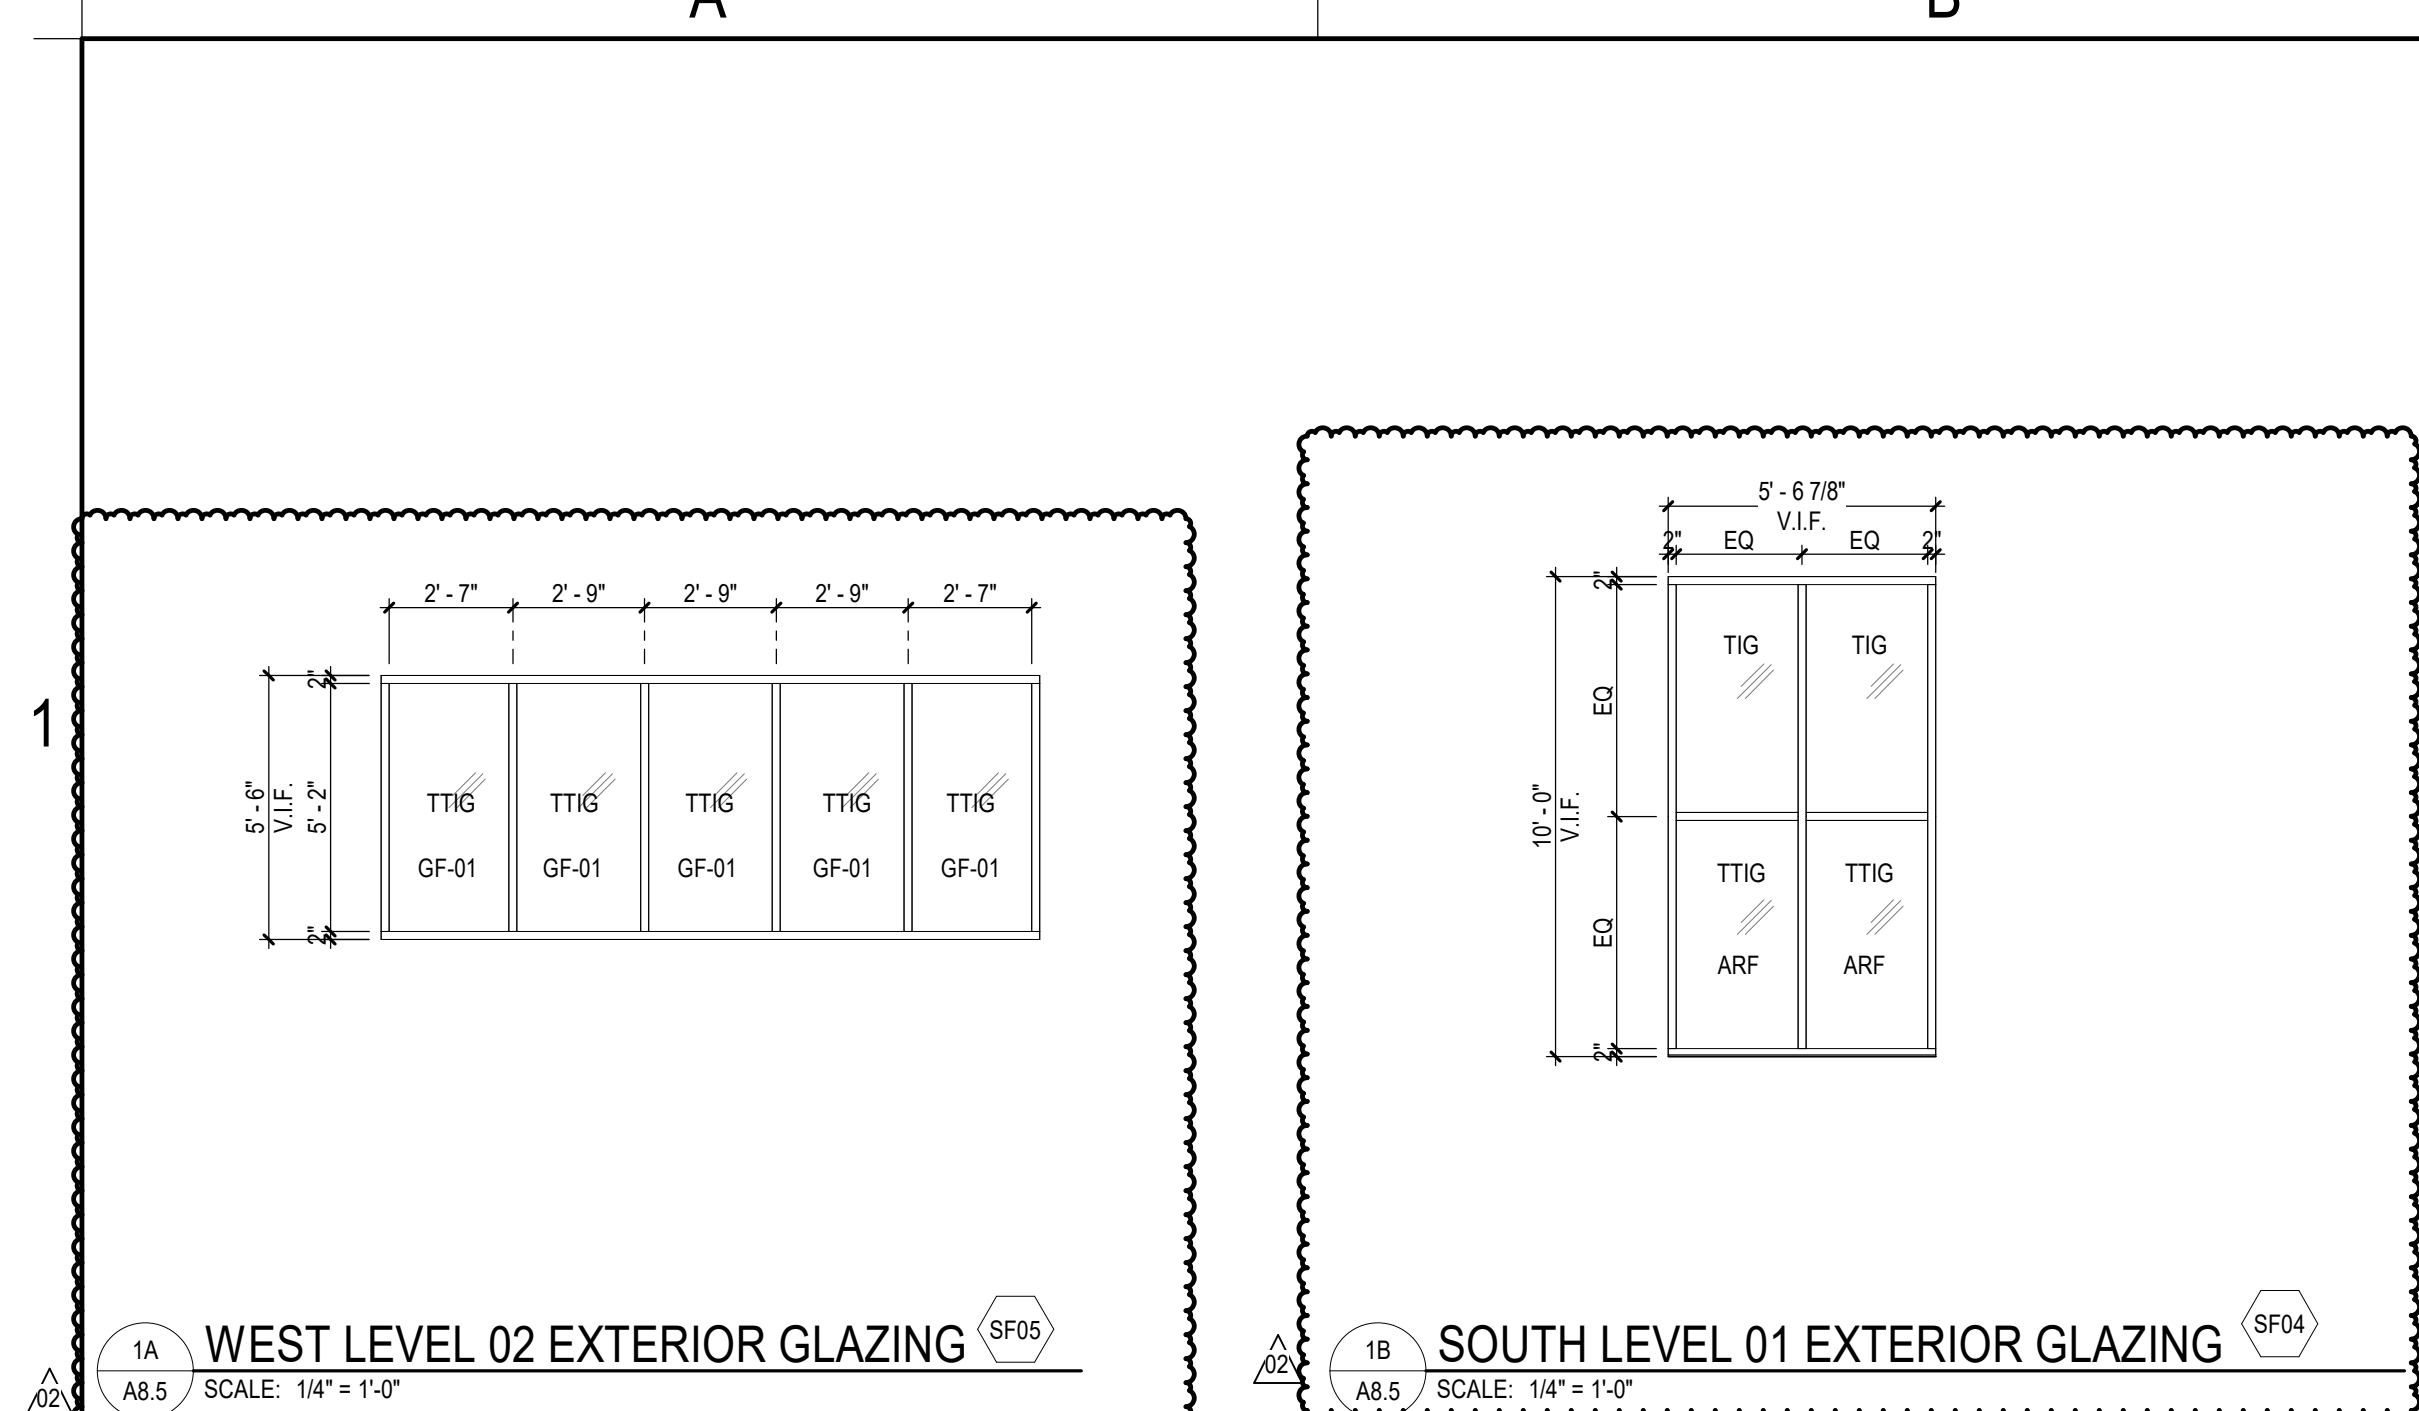 A
B
1
2' - 7"
2' - 9"
2' - 9"
2' - 9"
2' - 7"
2"
5' - 6"
V.I.F.
5' - 2"
2"
TTIG
TTIG
TTIG
TTIG
TTIG
GF-01
GF-01
GF-01
GF-01
GF-01
1A
A8.5
WEST LEVEL 02 EXTERIOR GLAZING
SF05
SCALE: 1/4" = 1'-0"
02
5' - 6 7/8"
V.I.F.
2"
EQ
EQ
2"
2"
EQ
10' - 0"
V.I.F.
EQ
2"
TIG
TIG
TTIG
TTIG
ARF
ARF
1B
A8.5
SOUTH LEVEL 01 EXTERIOR GLAZING
SF04
SCALE: 1/4" = 1'-0"
02